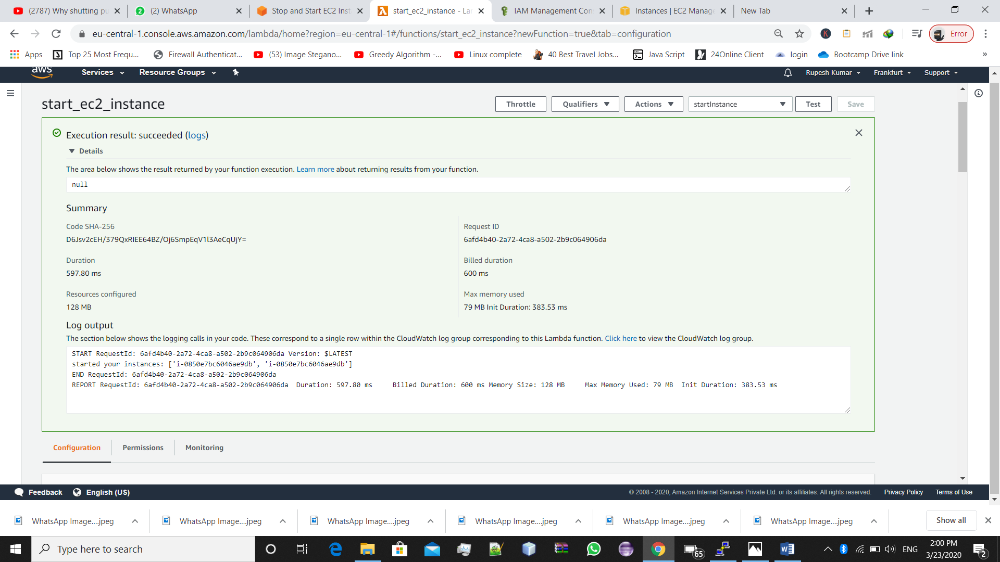 (2787) Why shutting pu
(2) WhatsApp
Stop and Start EC2 Inst
start_ec2_instance - La
IAM Management Con
Instances | EC2 Manage
New Tab
eu-central-1.console.aws.amazon.com/lambda/home?region=eu-central-1#/functions/start_ec2_instance?newFunction=true&tab=configuration
Error
Apps
Top 25 Most Frequ...
Firewall Authenticat...
(53) Image Stegano...
Greedy Algorithm -...
Linux complete
40 Best Travel Jobs...
Java Script
24Online Client
login
Bootcamp Drive link
»
aws
Services
Resource Groups
Rupesh Kumar
Frankfurt
Support
start_ec2_instance
Throttle
Qualifiers
Actions
startInstance
Test
Save
Execution result: succeeded (logs)
Details
The area below shows the result returned by your function execution. Learn more about returning results from your function.
null
Summary
Code SHA-256
D6Jsv2cEH/379QxRIEE64BZ/Oj6SmpEqV1l3AeCqUjY=
Request ID
6afd4b40-2a72-4ca8-a502-2b9c064906da
Duration
597.80 ms
Billed duration
600 ms
Resources configured
128 MB
Max memory used
79 MB Init Duration: 383.53 ms
Log output
The section below shows the logging calls in your code. These correspond to a single row within the CloudWatch log group corresponding to this Lambda function. Click here to view the CloudWatch log group.
START RequestId: 6afd4b40-2a72-4ca8-a502-2b9c064906da Version: $LATEST
started your instances: ['i-0850e7bc6046ae9db', 'i-0850e7bc6046ae9db']
END RequestId: 6afd4b40-2a72-4ca8-a502-2b9c064906da
REPORT RequestId: 6afd4b40-2a72-4ca8-a502-2b9c064906da Duration: 597.80 ms Billed Duration: 600 ms Memory Size: 128 MB Max Memory Used: 79 MB Init Duration: 383.53 ms
Configuration
Permissions
Monitoring
Feedback
English (US)
© 2008 - 2020, Amazon Internet Services Private Ltd. or its affiliates. All rights reserved.
Privacy Policy
Terms of Use
WhatsApp Image....jpeg
WhatsApp Image....jpeg
WhatsApp Image....jpeg
WhatsApp Image....jpeg
WhatsApp Image....jpeg
WhatsApp Image....jpeg
Show all
Type here to search
65
ENG
2:00 PM
3/23/2020
2